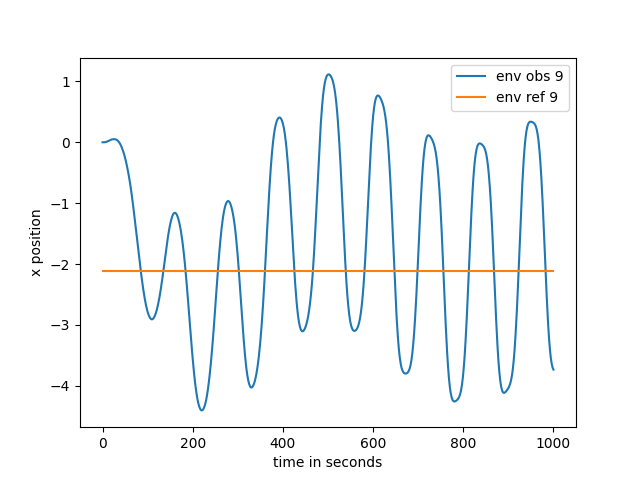 env obs 9
env ref 9
1
0
−1
−2
−3
−4
x position
0 200 400 600 800 1000
time in seconds